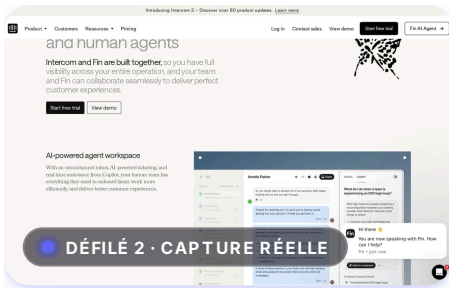 Introducing Intercom 2 – Discover over 60 product updates. Learn more
Product Customers Resources Pricing
Log in Contact sales View demo Start free trial Fin AI Agent →
and human agents
Intercom and Fin are built together, so you have full
visibility across your entire operation, and your team
and Fin can collaborate seamlessly to deliver perfect
customer experiences.
Start free trial View demo
AI-powered agent workspace
With an omnichannel inbox, AI-powered ticketing, and
real-time assistance from Copilot, your human team has
everything they need to onboard faster, work more
efficiently, and deliver better customer experiences.
Amelia Parker
DÉFILÉ 2 · CAPTURE RÉELLE
Hi there 👋
You are now speaking with Fin. How
can I help?
Fin • just now